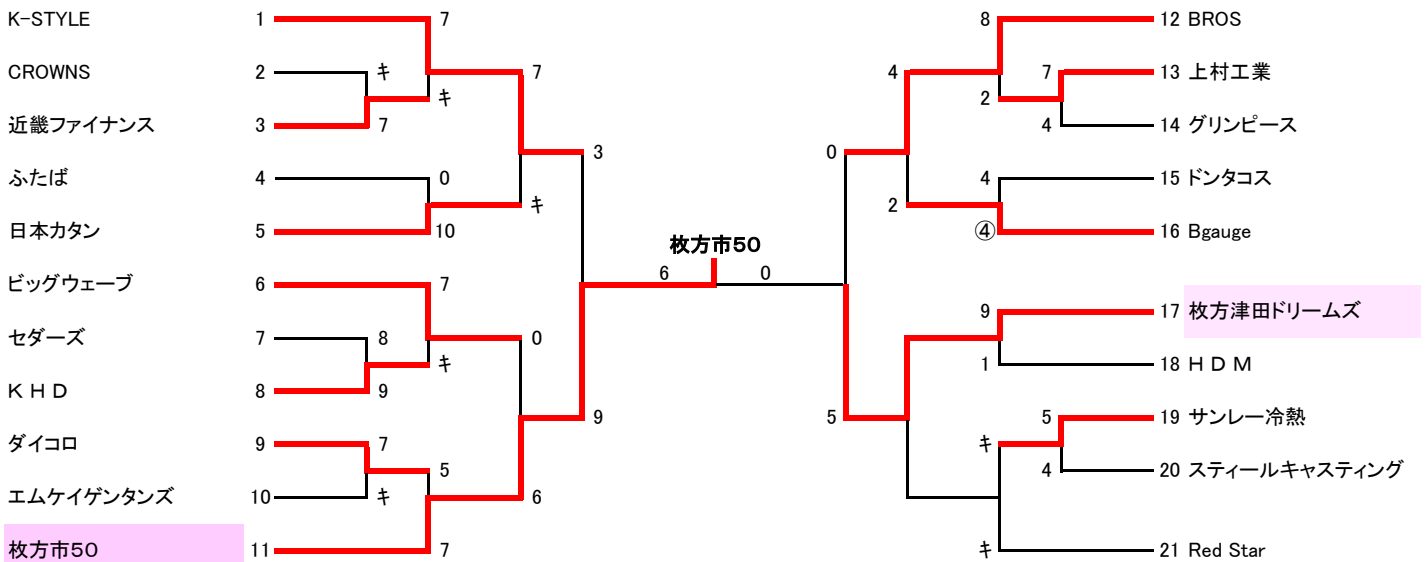 K-STYLE 1 7 8 12 BROS
CROWNS 2 キ 7 4 7 13 上村工業
キ 2
近畿ファイナンス 3 7 4 14 グリンピース
3 0
ふたば 4 0 4 15 ドンタコス
キ 2
日本カタン 5 10 ④ 16 Bgauge
枚方市50
6 0
ビッグウェーブ 6 7 9 17 枚方津田ドリームズ
セダーズ 7 8 0
キ 1 18 H D M
K H D 8 9
9 5 5 19 サンレー冷熱
ダイコロ 9 7 キ
5 4 20 スティールキャスティング
エムケイゲンタンズ 10 キ 6
枚方市50 11 7 キ 21 Red Star